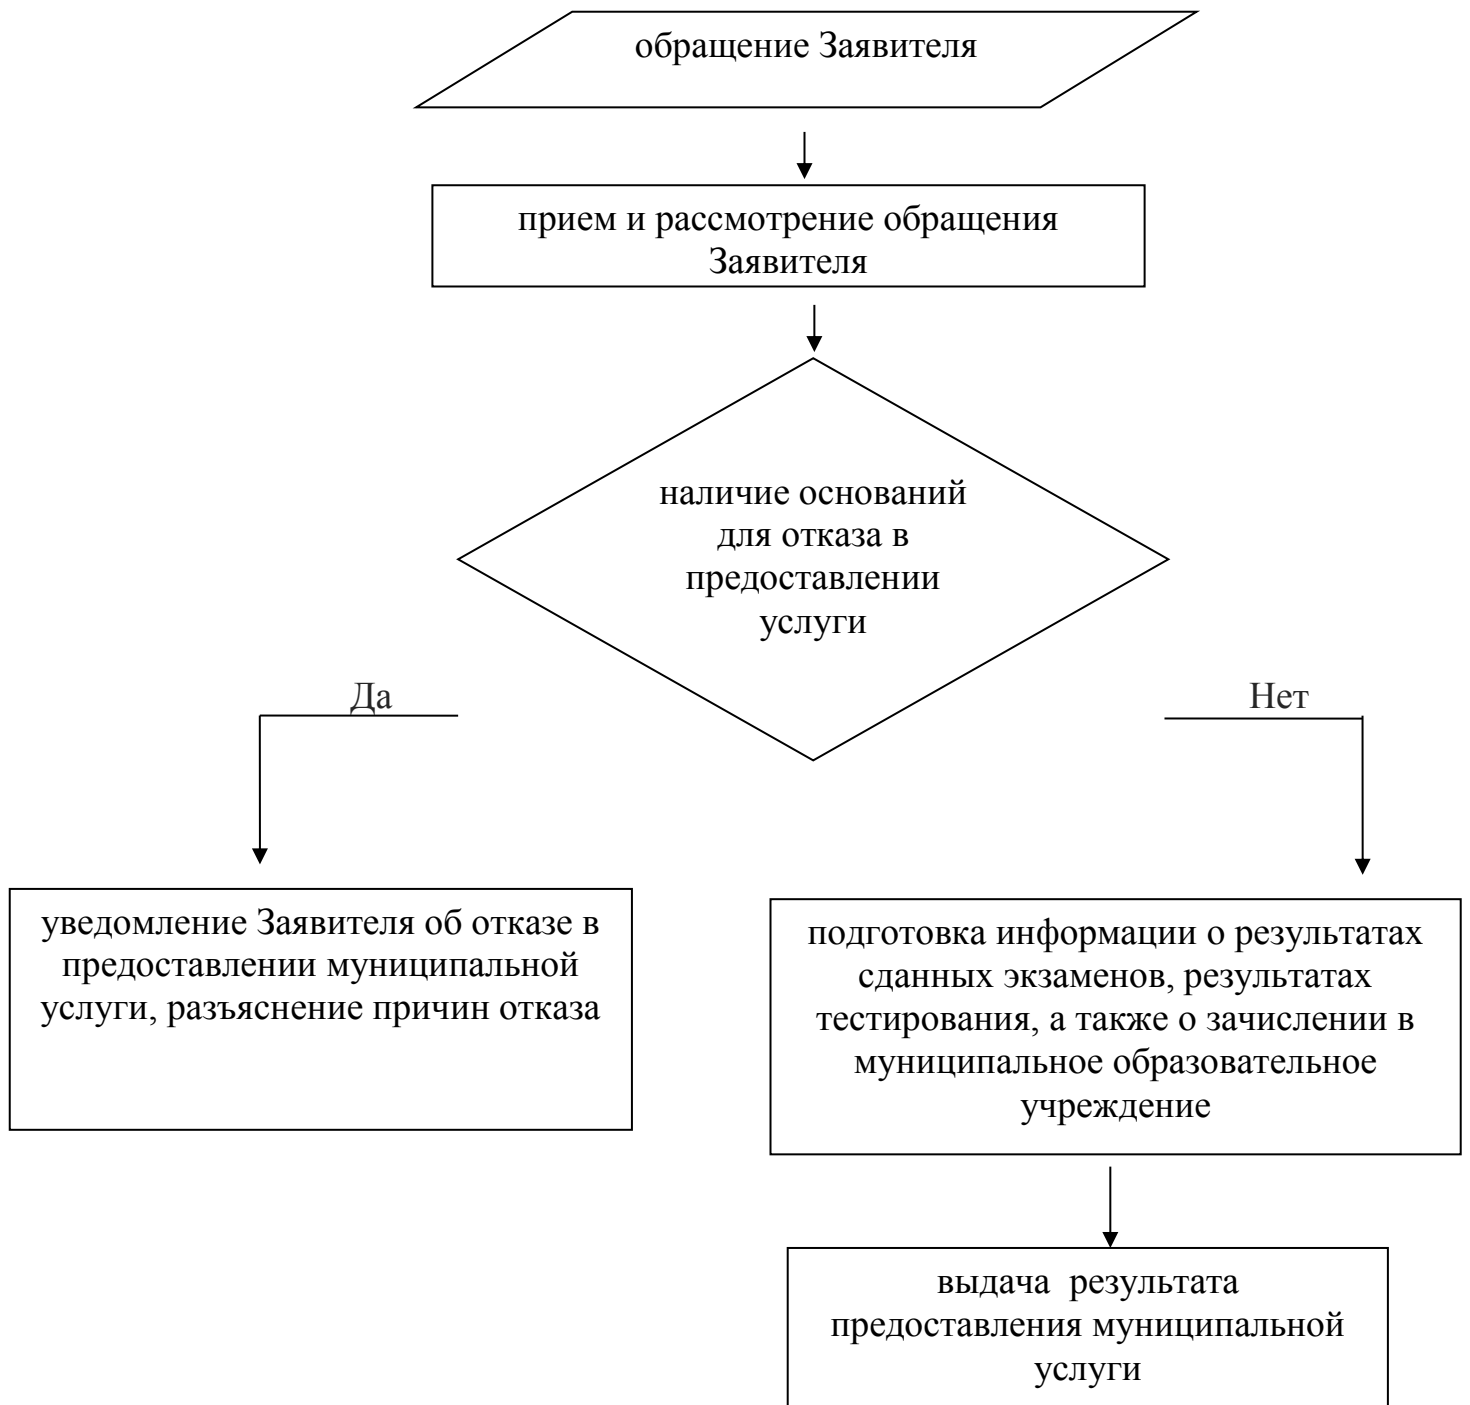 обращение Заявителя
прием и рассмотрение обращения
Заявителя
наличие оснований
для отказа в
предоставлении
услуги
Да
Нет
уведомление Заявителя об отказе в
предоставлении муниципальной
услуги, разъяснение причин отказа
подготовка информации о результатах
сданных экзаменов, результатах
тестирования, а также о зачислении в
муниципальное образовательное
учреждение
выдача  результата
предоставления муниципальной
услуги